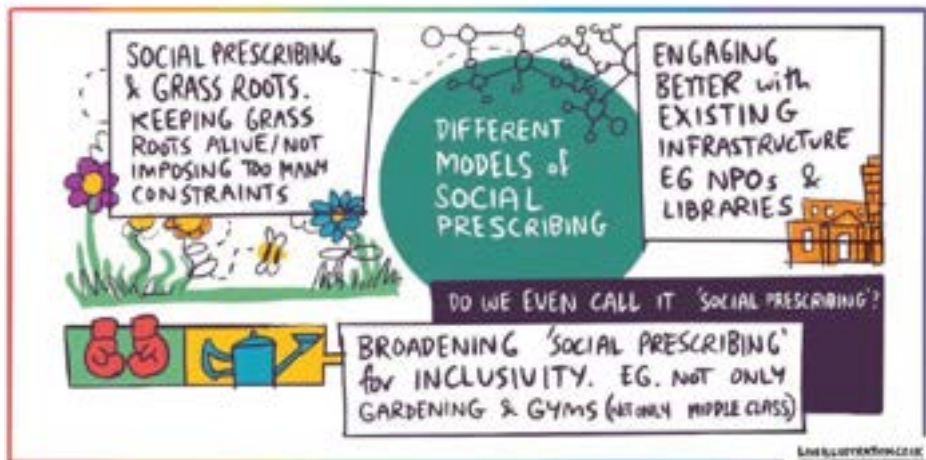 SOCIAL PRESCRIBING
& GRASS ROOTS.
KEEPING GRASS
ROOTS ALIVE/NOT
IMPOSING TOO MANY
CONSTRAINTS
DIFFERENT
MODELS of
SOCIAL
PRESCRIBING
ENGAGING
BETTER with
EXISTING
INFRASTRUCTURE
EG NPOs &
LIBRARIES
DO WE EVEN CALL IT 'SOCIAL PRESCRIBING'?
BROADENING 'SOCIAL PRESCRIBING'
for INCLUSIVITY. EG. NOT ONLY
GARDENING & GYMS (NOT ONLY MIDDLE CLASS)